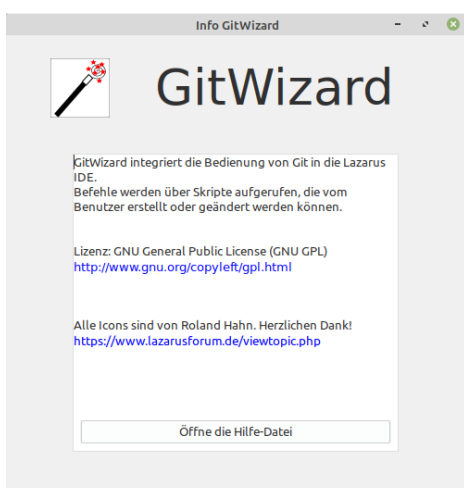 Info GitWizard
GitWizard
GitWizard integriert die Bedienung von Git in die Lazarus
IDE.
Befehle werden über Skripte aufgerufen, die vom
Benutzer erstellt oder geändert werden können.
Lizenz: GNU General Public License (GNU GPL)
http://www.gnu.org/copyleft/gpl.html
Alle Icons sind von Roland Hahn. Herzlichen Dank!
https://www.lazarusforum.de/viewtopic.php
Öffne die Hilfe-Datei